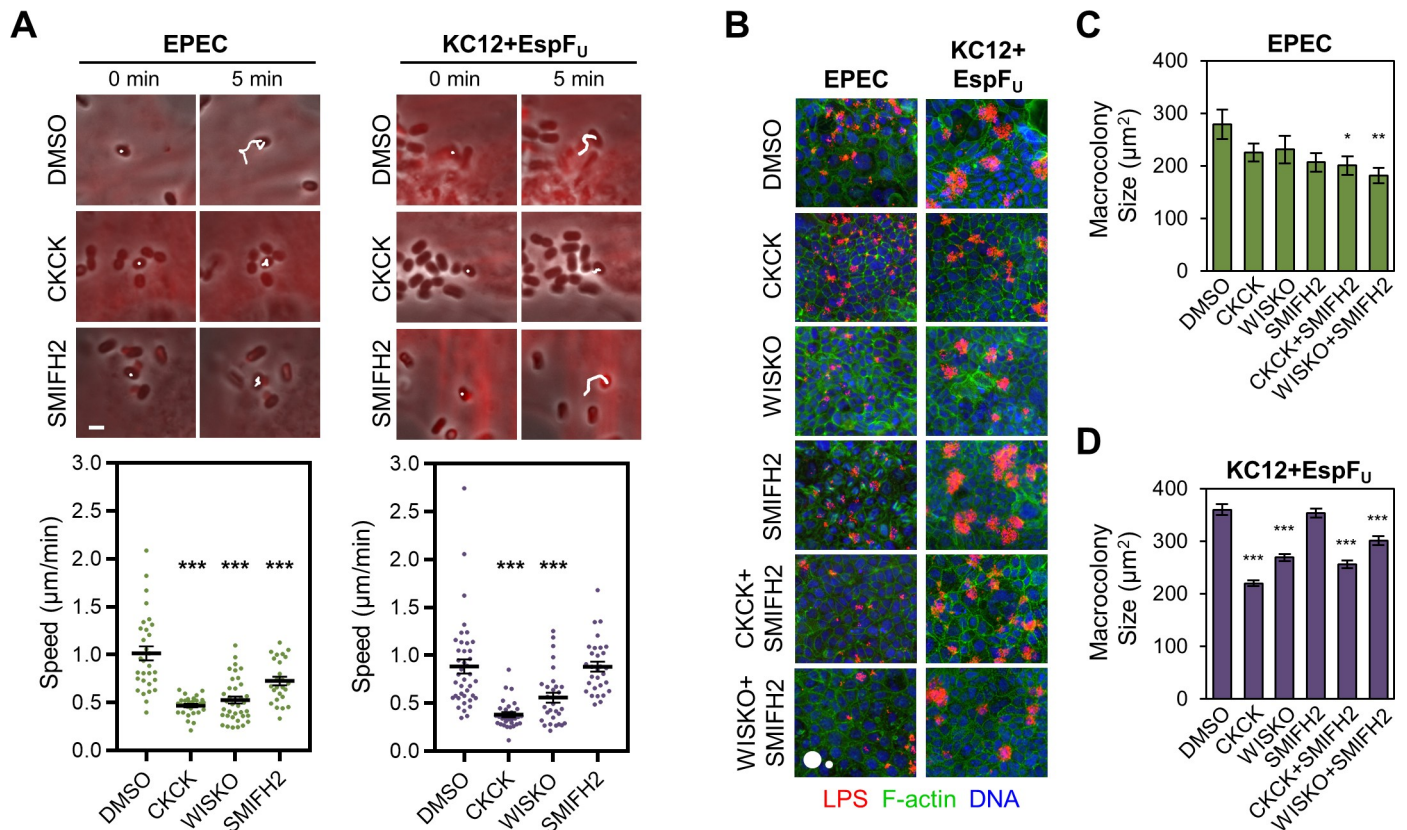 A
EPEC
KC12+EspFU
0 min
5 min
0 min
5 min
DMSO
CKCK
SMIFH2
DMSO
CKCK
SMIFH2
Speed (µm/min)
3.0
2.5
2.0
1.5
1.0
0.5
0.0
***
***
***
DMSO
CKCK
WISKO
SMIFH2
Speed (µm/min)
3.0
2.5
2.0
1.5
1.0
0.5
0.0
***
***
DMSO
CKCK
WISKO
SMIFH2
B
EPEC
KC12+
EspFU
DMSO
CKCK
WISKO
SMIFH2
CKCK+
SMIFH2
WISKO+
SMIFH2
LPS F-actin DNA
C
EPEC
Macrocolony
Size (µm²)
400
300
200
100
0
*
**
DMSO
CKCK
WISKO
SMIFH2
CKCK+SMIFH2
WISKO+SMIFH2
D
KC12+EspFU
Macrocolony
Size (µm²)
400
300
200
100
0
***
***
***
***
DMSO
CKCK
WISKO
SMIFH2
CKCK+SMIFH2
WISKO+SMIFH2